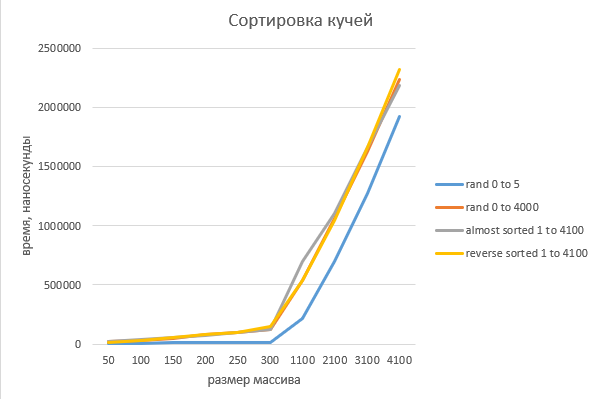 Сортировка кучей
2500000
2000000
1500000
1000000
500000
0
время, наносекунды
50 100 150 200 250 300 1100 2100 3100 4100
размер массива
rand 0 to 5
rand 0 to 4000
almost sorted 1 to 4100
reverse sorted 1 to 4100